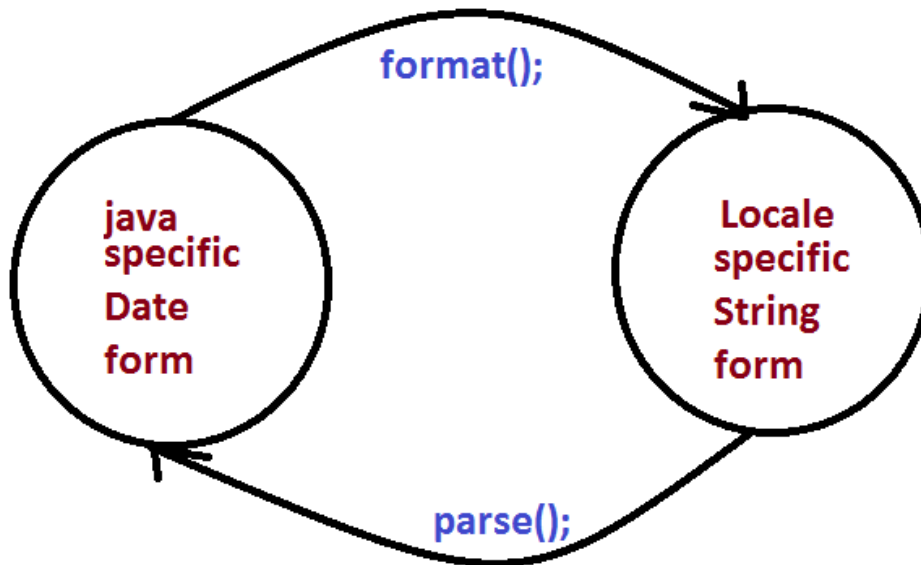 format();
java
specific
Date
form
Locale
specific
String
form
parse();